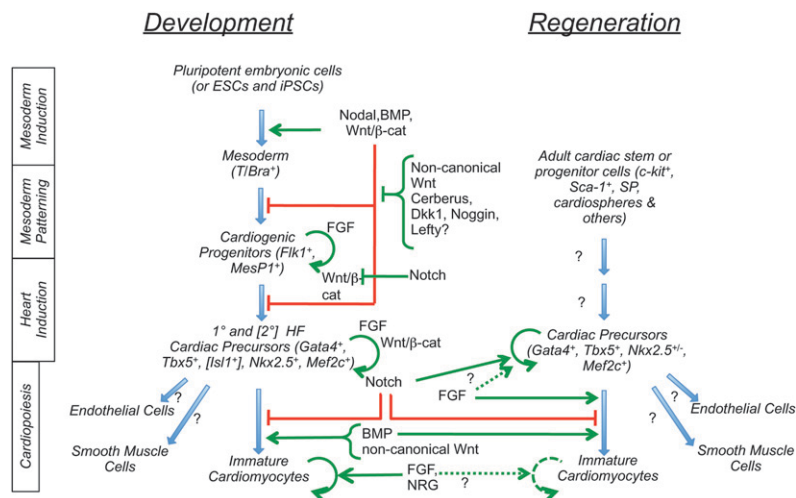 Development
Regeneration
Mesoderm
Induction
Mesoderm
Patterning
Heart
Induction
Cardiopoiesis
Pluripotent embryonic cells
(or ESCs and iPSCs)
Nodal,BMP,
Wnt/β-cat
Mesoderm
(T/Bra⁺)
Non-canonical
Wnt
Cerberus,
Dkk1, Noggin,
Lefty?
FGF
Cardiogenic
Progenitors (Flk1⁺,
MesP1⁺)
Wnt/β-
cat
Notch
1° and [2°] HF
Cardiac Precursors (Gata4⁺,
Tbx5⁺, [Isl1⁺], Nkx2.5⁺, Mef2c⁺)
FGF
Wnt/β-cat
Notch
?
FGF
?
Endothelial Cells
?
Smooth Muscle
Cells
BMP
non-canonical Wnt
Immature
Cardiomyocytes
FGF,
NRG
?
Adult cardiac stem or
progenitor cells (c-kit⁺,
Sca-1⁺, SP,
cardiospheres &
others)
?
?
Cardiac Precursors
(Gata4⁺, Tbx5⁺, Nkx2.5⁺/⁻,
Mef2c⁺)
?
Endothelial Cells
?
Smooth Muscle
Cells
Immature
Cardiomyocytes